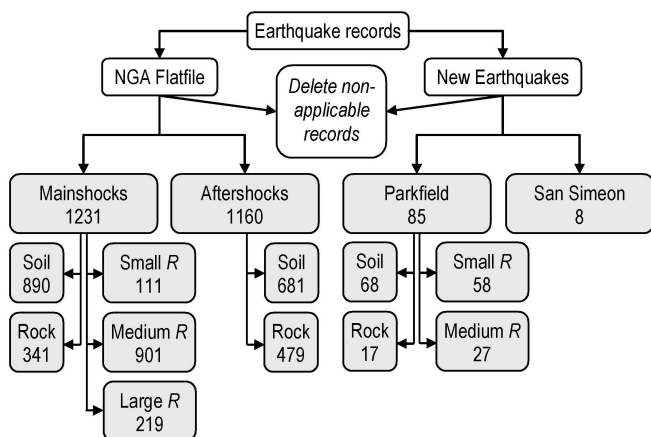 Earthquake records
NGA Flatfile
New Earthquakes
Delete non-
applicable
records
Mainshocks
1231
Aftershocks
1160
Parkfield
85
San Simeon
8
Soil
890
Small R
111
Soil
681
Soil
68
Small R
58
Rock
341
Medium R
901
Rock
479
Rock
17
Medium R
27
Large R
219